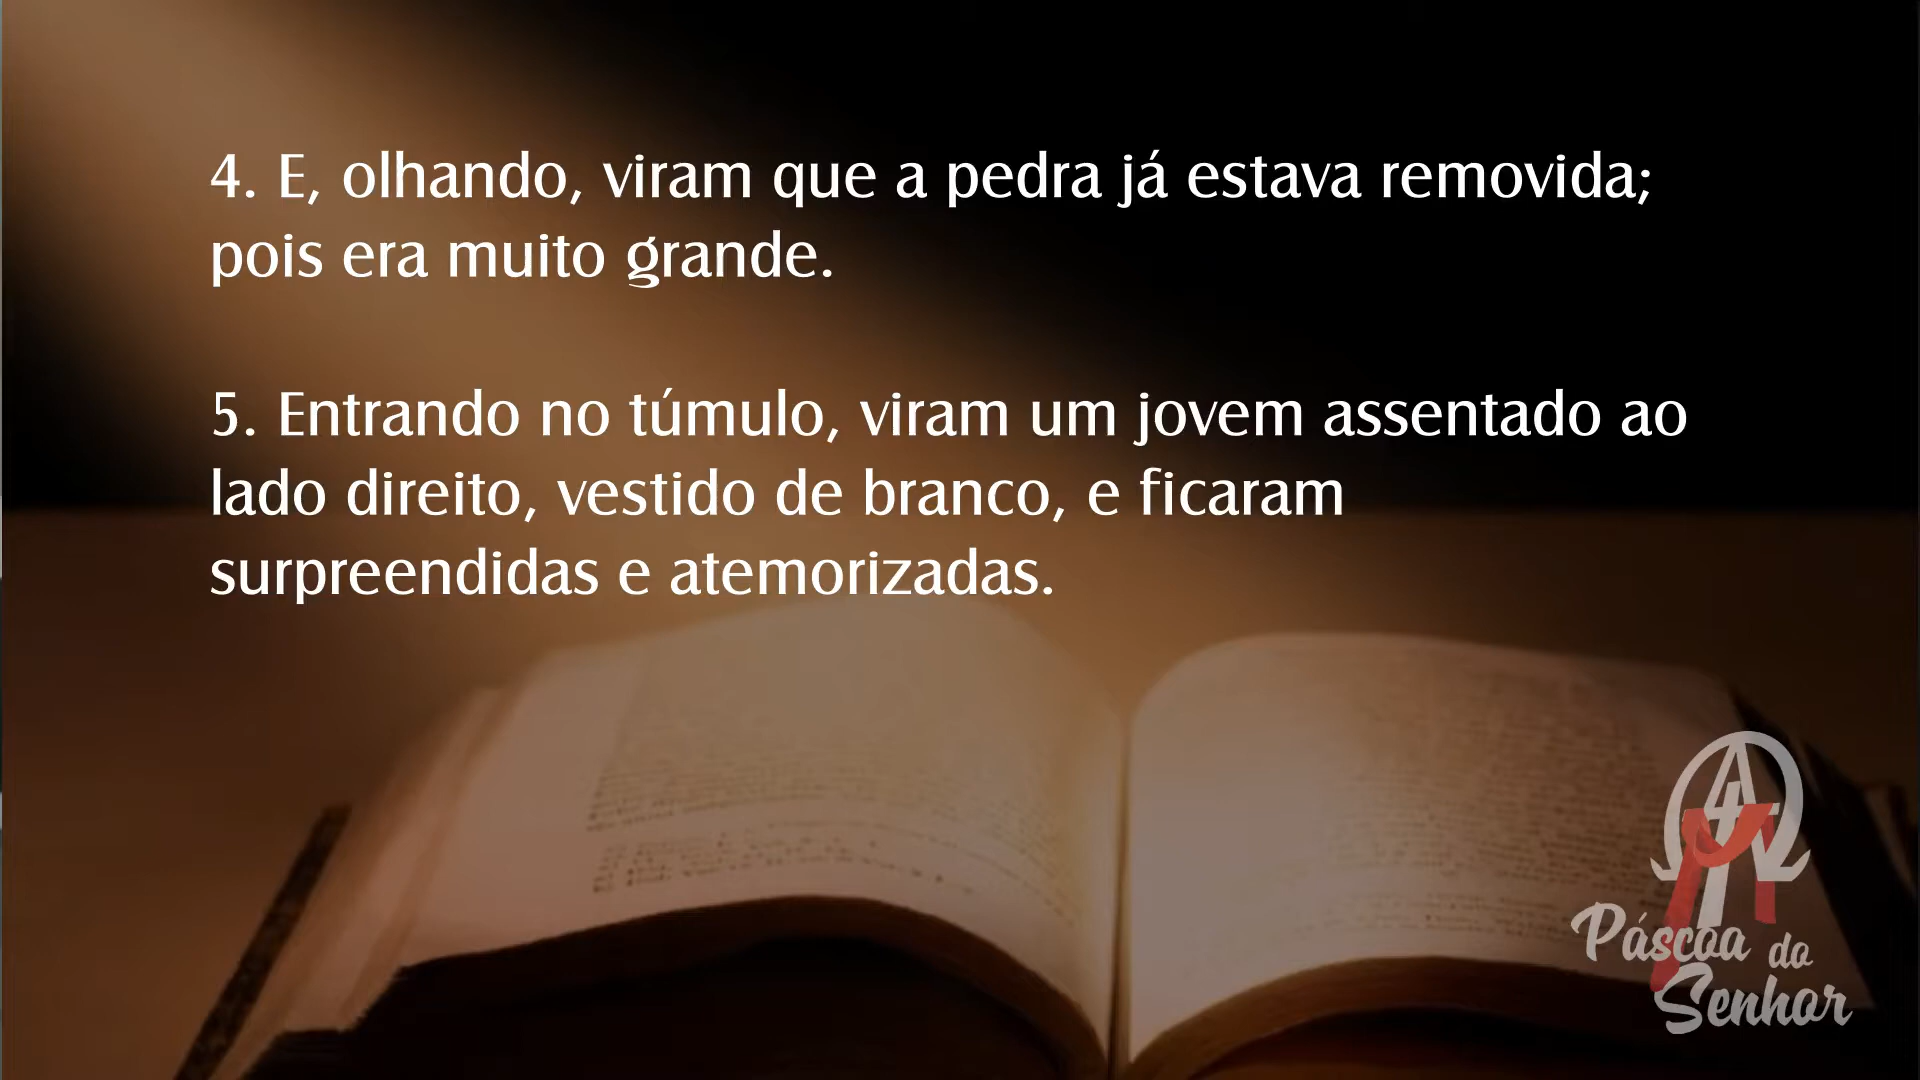 4. E, olhando, viram que a pedra já estava removida;
pois era muito grande.
5. Entrando no túmulo, viram um jovem assentado ao
lado direito, vestido de branco, e ficaram
surpreendidas e atemorizadas.
Páscoa do
Senhor